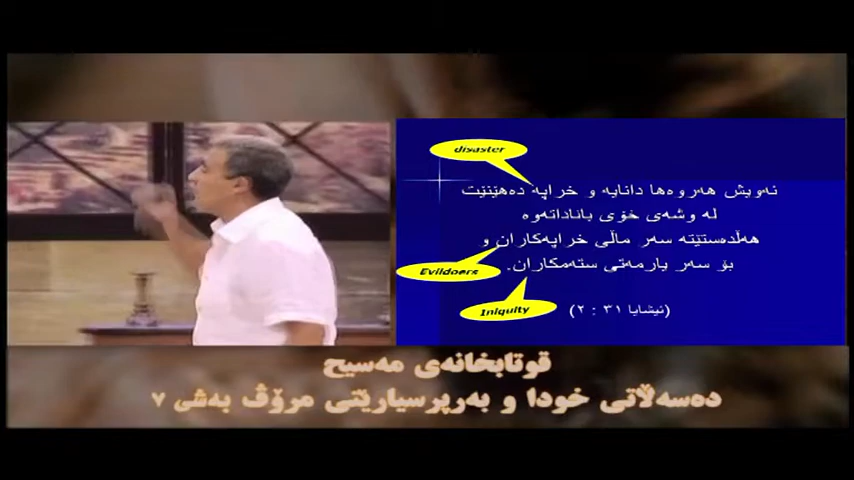 disaster
ئەویش هەروەها دانایە و خراپە دەهێنێت
لە وشەی خۆی باناداتەوە
هەڵدەستێتە سەر ماڵی خراپەکاران و
بۆ سەر یارمەتی ستەمکاران.
Evildoers
Iniquity
(ئیشایا ٣١ : ٢)
قوتابخانەی مەسیح
دەسەڵاتی خودا و بەرپرسیارێتی مرۆڤ بەشی ٧